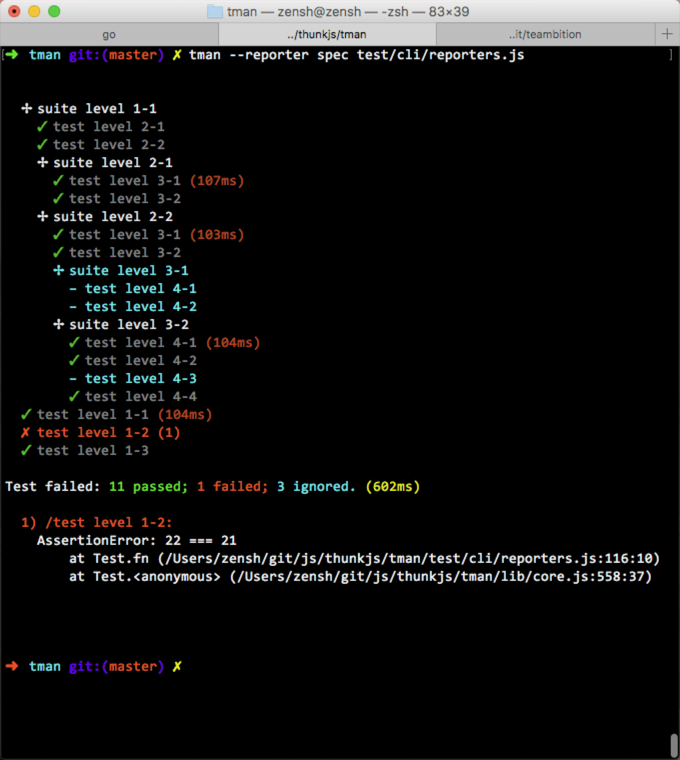 tman — zensh@zensh — -zsh — 83×39
go ../thunkjs/tman ..it/teambition +
[➜ tman git:(master) ✗ tman --reporter spec test/cli/reporters.js ]
✢ suite level 1-1
✓ test level 2-1
✓ test level 2-2
✢ suite level 2-1
✓ test level 3-1 (107ms)
✓ test level 3-2
✢ suite level 2-2
✓ test level 3-1 (103ms)
✓ test level 3-2
✢ suite level 3-1
- test level 4-1
- test level 4-2
✢ suite level 3-2
✓ test level 4-1 (104ms)
✓ test level 4-2
- test level 4-3
✓ test level 4-4
✓ test level 1-1 (104ms)
✗ test level 1-2 (1)
✓ test level 1-3
Test failed: 11 passed; 1 failed; 3 ignored. (602ms)
1) /test level 1-2:
AssertionError: 22 === 21
at Test.fn (/Users/zensh/git/js/thunkjs/tman/test/cli/reporters.js:116:10)
at Test.<anonymous> (/Users/zensh/git/js/thunkjs/tman/lib/core.js:558:37)
➜ tman git:(master) ✗